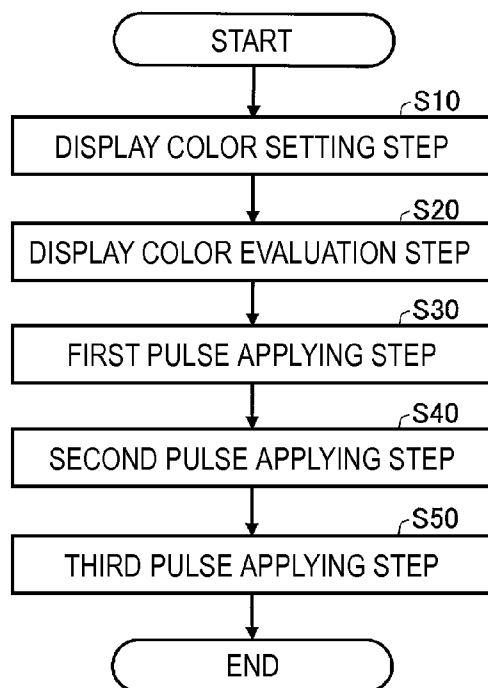 START
S10
DISPLAY COLOR SETTING STEP
S20
DISPLAY COLOR EVALUATION STEP
S30
FIRST PULSE APPLYING STEP
S40
SECOND PULSE APPLYING STEP
S50
THIRD PULSE APPLYING STEP
END